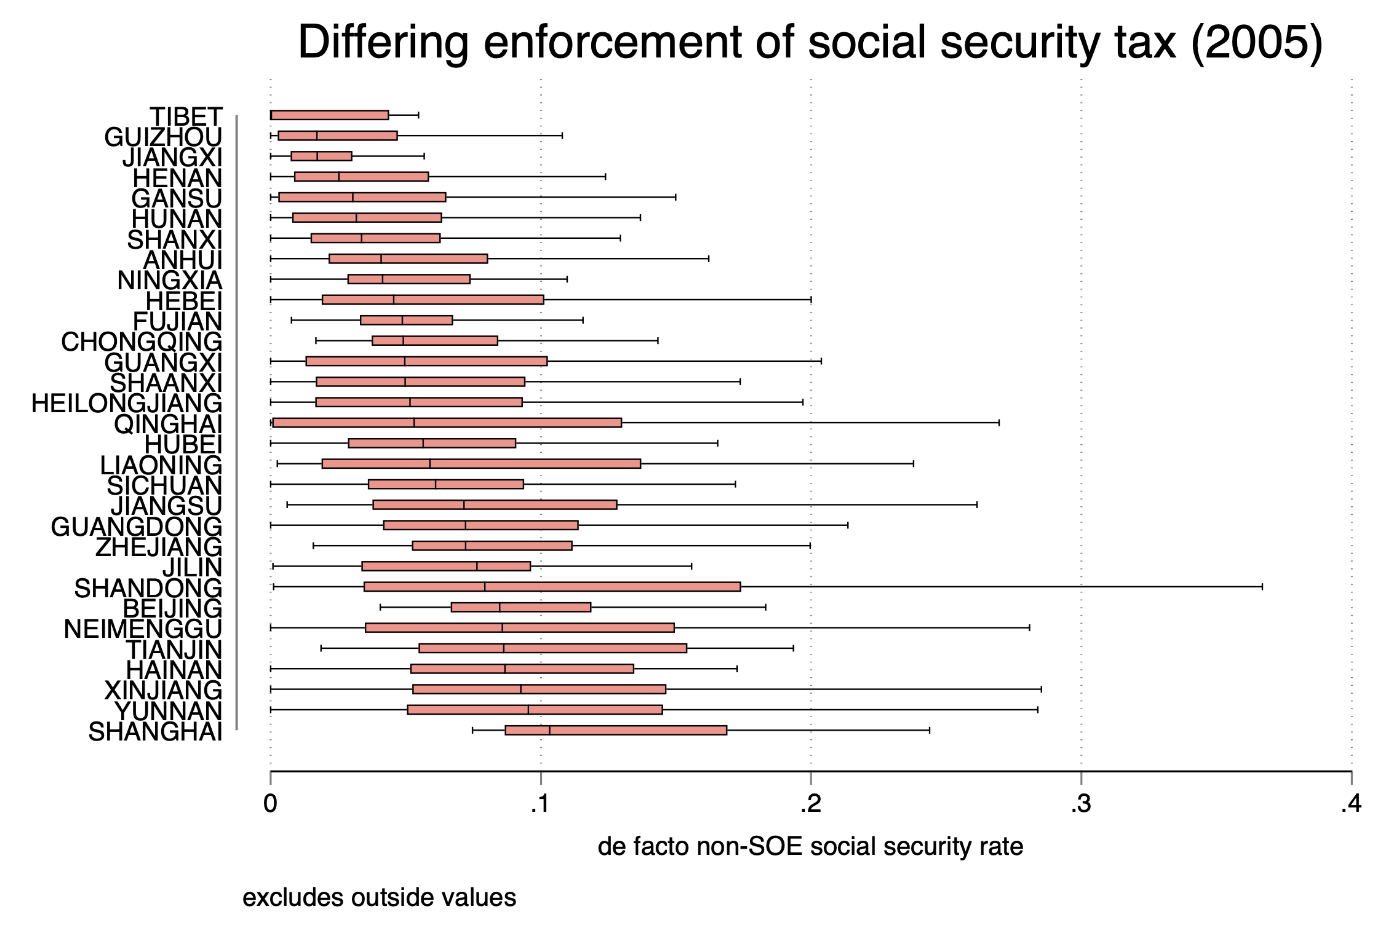 Differing enforcement of social security tax (2005)
TIBET
GUIZHOU
JIANGXI
HENAN
GANSU
HUNAN
SHANXI
ANHUI
NINGXIA
HEBEI
FUJIAN
CHONGQING
GUANGXI
SHAANXI
HEILONGJIANG
QINGHAI
HUBEI
LIAONING
SICHUAN
JIANGSU
GUANGDONG
ZHEJIANG
JILIN
SHANDONG
BEIJING
NEIMENGGU
TIANJIN
HAINAN
XINJIANG
YUNNAN
SHANGHAI
0 .1 .2 .3 .4
de facto non-SOE social security rate
excludes outside values